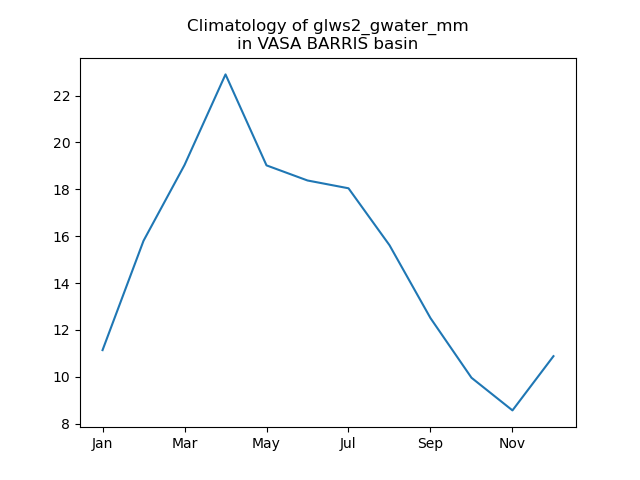 Climatology of glws2_gwater_mm
in VASA BARRIS basin
22
20
18
16
14
12
10
8
Jan
Mar
May
Jul
Sep
Nov